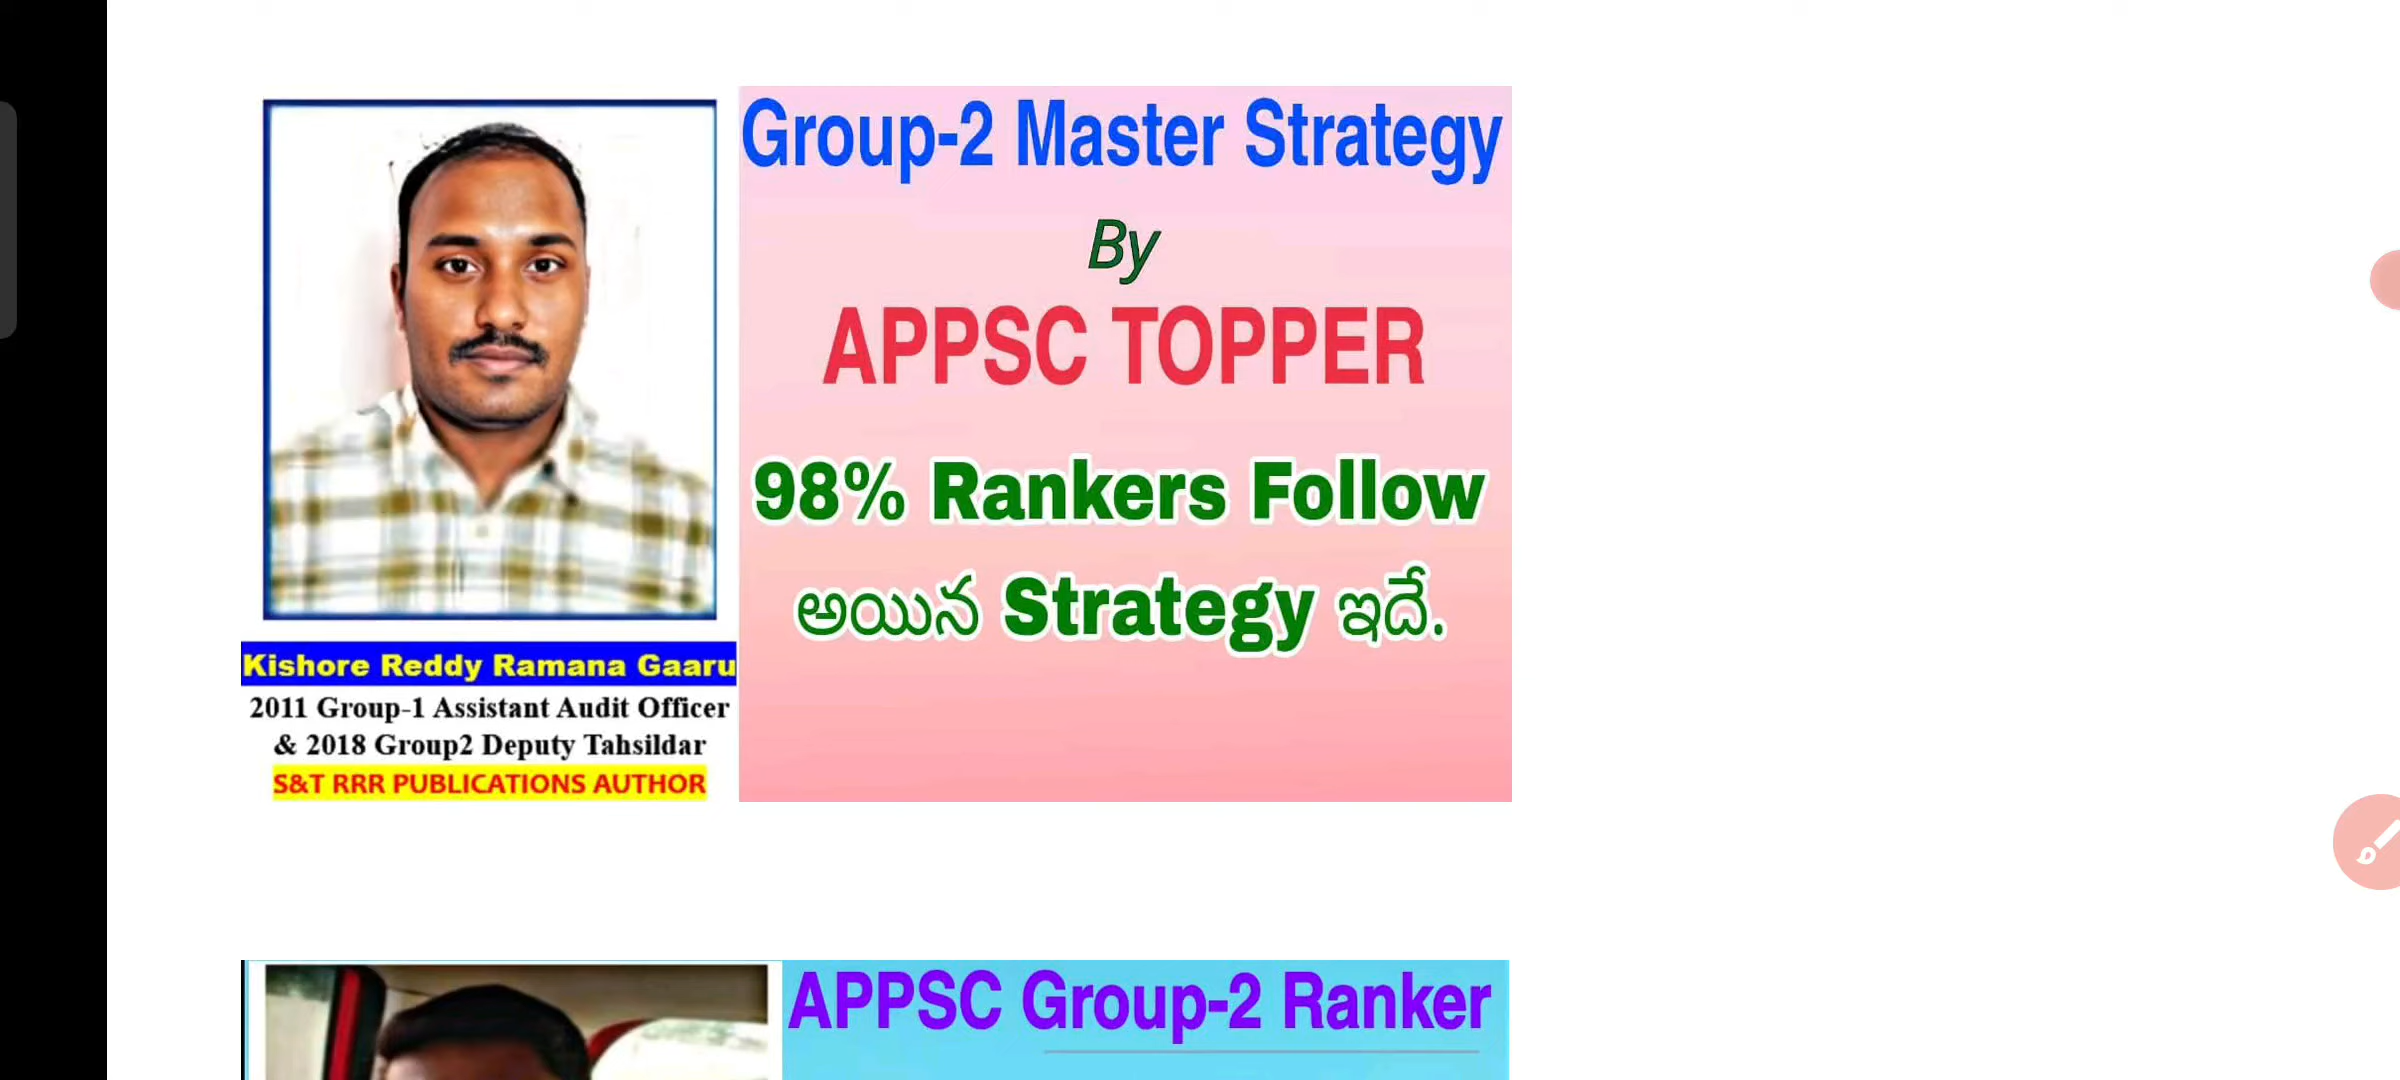 Group-2 Master Strategy
By
APPSC TOPPER
98% Rankers Follow
అయిన Strategy ఇదే.
Kishore Reddy Ramana Gaaru
2011 Group-1 Assistant Audit Officer
& 2018 Group2 Deputy Tahsildar
S&T RRR PUBLICATIONS AUTHOR
APPSC Group-2 Ranker